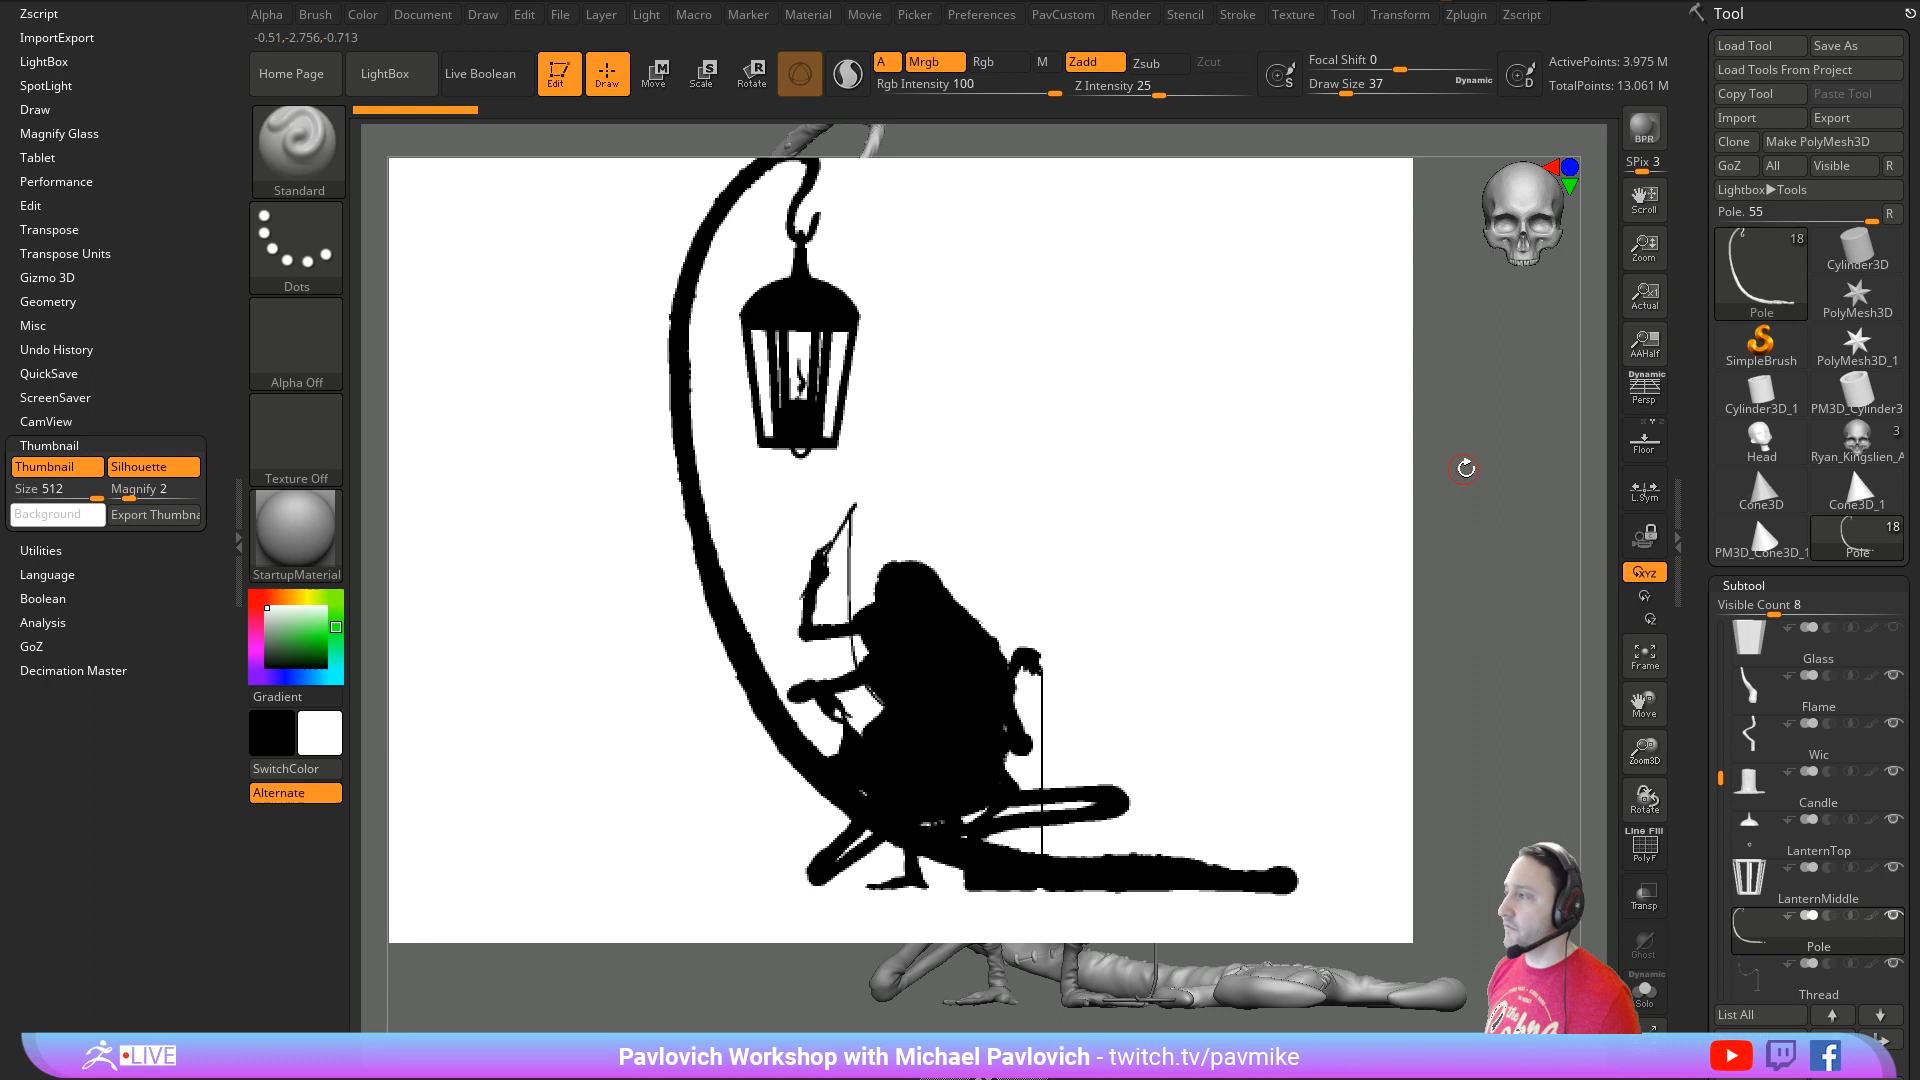 Zscript
ImportExport
LightBox
SpotLight
Draw
Magnify Glass
Tablet
Performance
Edit
Transpose
Transpose Units
Gizmo 3D
Geometry
Misc
Undo History
QuickSave
ScreenSaver
CamView
Thumbnail
Thumbnail Silhouette
Size 512 Magnify 2
Background Export Thumbna
Utilities
Language
Boolean
Analysis
GoZ
Decimation Master
Alpha Brush Color Document Draw Edit File Layer Light Macro Marker Material Movie Picker Preferences PavCustom Render Stencil Stroke Texture Tool Transform Zplugin Zscript
-0.51,-2.756,-0.713
Home Page LightBox Live Boolean Edit Draw Move Scale Rotate
A Mrgb Rgb M Zadd Zsub Zcut
Rgb Intensity 100 Z Intensity 25
Focal Shift 0
Draw Size 37 Dynamic
ActivePoints: 3.975 M
TotalPoints: 13.061 M
Standard
Dots
Alpha Off
Texture Off
StartupMaterial
Gradient
SwitchColor
Alternate
BPR
SPix 3
Scroll
Zoom
Actual
AAHalf
Dynamic
Persp
Floor
L.Sym
XYZ
Frame
Move
Zoom3D
Rotate
Line Fill
PolyF
Transp
Ghost
Dynamic
Solo
Tool
Load Tool Save As
Load Tools From Project
Copy Tool Paste Tool
Import Export
Clone Make PolyMesh3D
GoZ All Visible R
Lightbox▶Tools
Pole. 55 R
18
Pole Cylinder3D
PolyMesh3D
SimpleBrush PolyMesh3D_1
Cylinder3D_1 PM3D_Cylinder3
3
Head Ryan_Kingslien_A
Cone3D Cone3D_1
18
PM3D_Cone3D_1 Pole
Subtool
Visible Count 8
Glass
Flame
Wic
Candle
LanternTop
LanternMiddle
Pole
Thread
List All
LIVE
Pavlovich Workshop with Michael Pavlovich - twitch.tv/pavmike